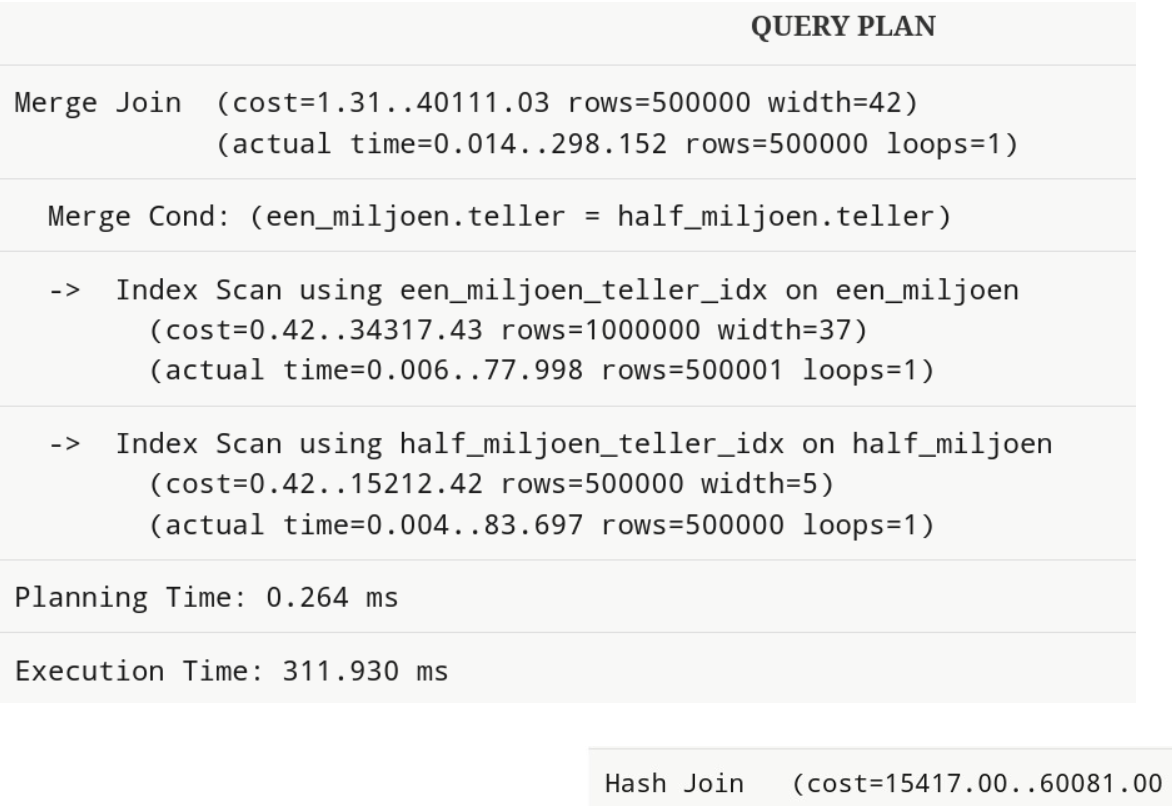 QUERY PLAN
Merge Join  (cost=1.31..40111.03 rows=500000 width=42)
            (actual time=0.014..298.152 rows=500000 loops=1)
  Merge Cond: (een_miljoen.teller = half_miljoen.teller)
  ->  Index Scan using een_miljoen_teller_idx on een_miljoen
        (cost=0.42..34317.43 rows=1000000 width=37)
        (actual time=0.006..77.998 rows=500001 loops=1)
  ->  Index Scan using half_miljoen_teller_idx on half_miljoen
        (cost=0.42..15212.42 rows=500000 width=5)
        (actual time=0.004..83.697 rows=500000 loops=1)
Planning Time: 0.264 ms
Execution Time: 311.930 ms
Hash Join   (cost=15417.00..60081.00